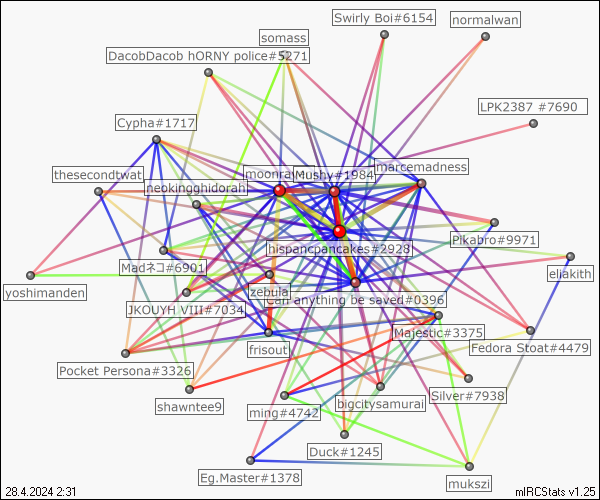 Swirly Boi#6154
normalwan
somass
DacobDacob hORNY police#5271
LPK2387 #7690
Cypha#1717
thesecondtwat
moonra
Mushy#1984
marcemadness
neokingghidorah
Pikabro#9971
hispancpancakes#2928
eliakith
Madネコ#6901
yoshimanden
zebula
can anything be saved#0396
JKOUYH VIII#7034
Majestic#3375
frisout
Fedora Stoat#4479
Pocket Persona#3326
shawntee9
Silver#7938
bigcitysamurai
ming#4742
Duck#1245
Eg.Master#1378
mukszi
28.4.2024 2:31
mIRCStats v1.25